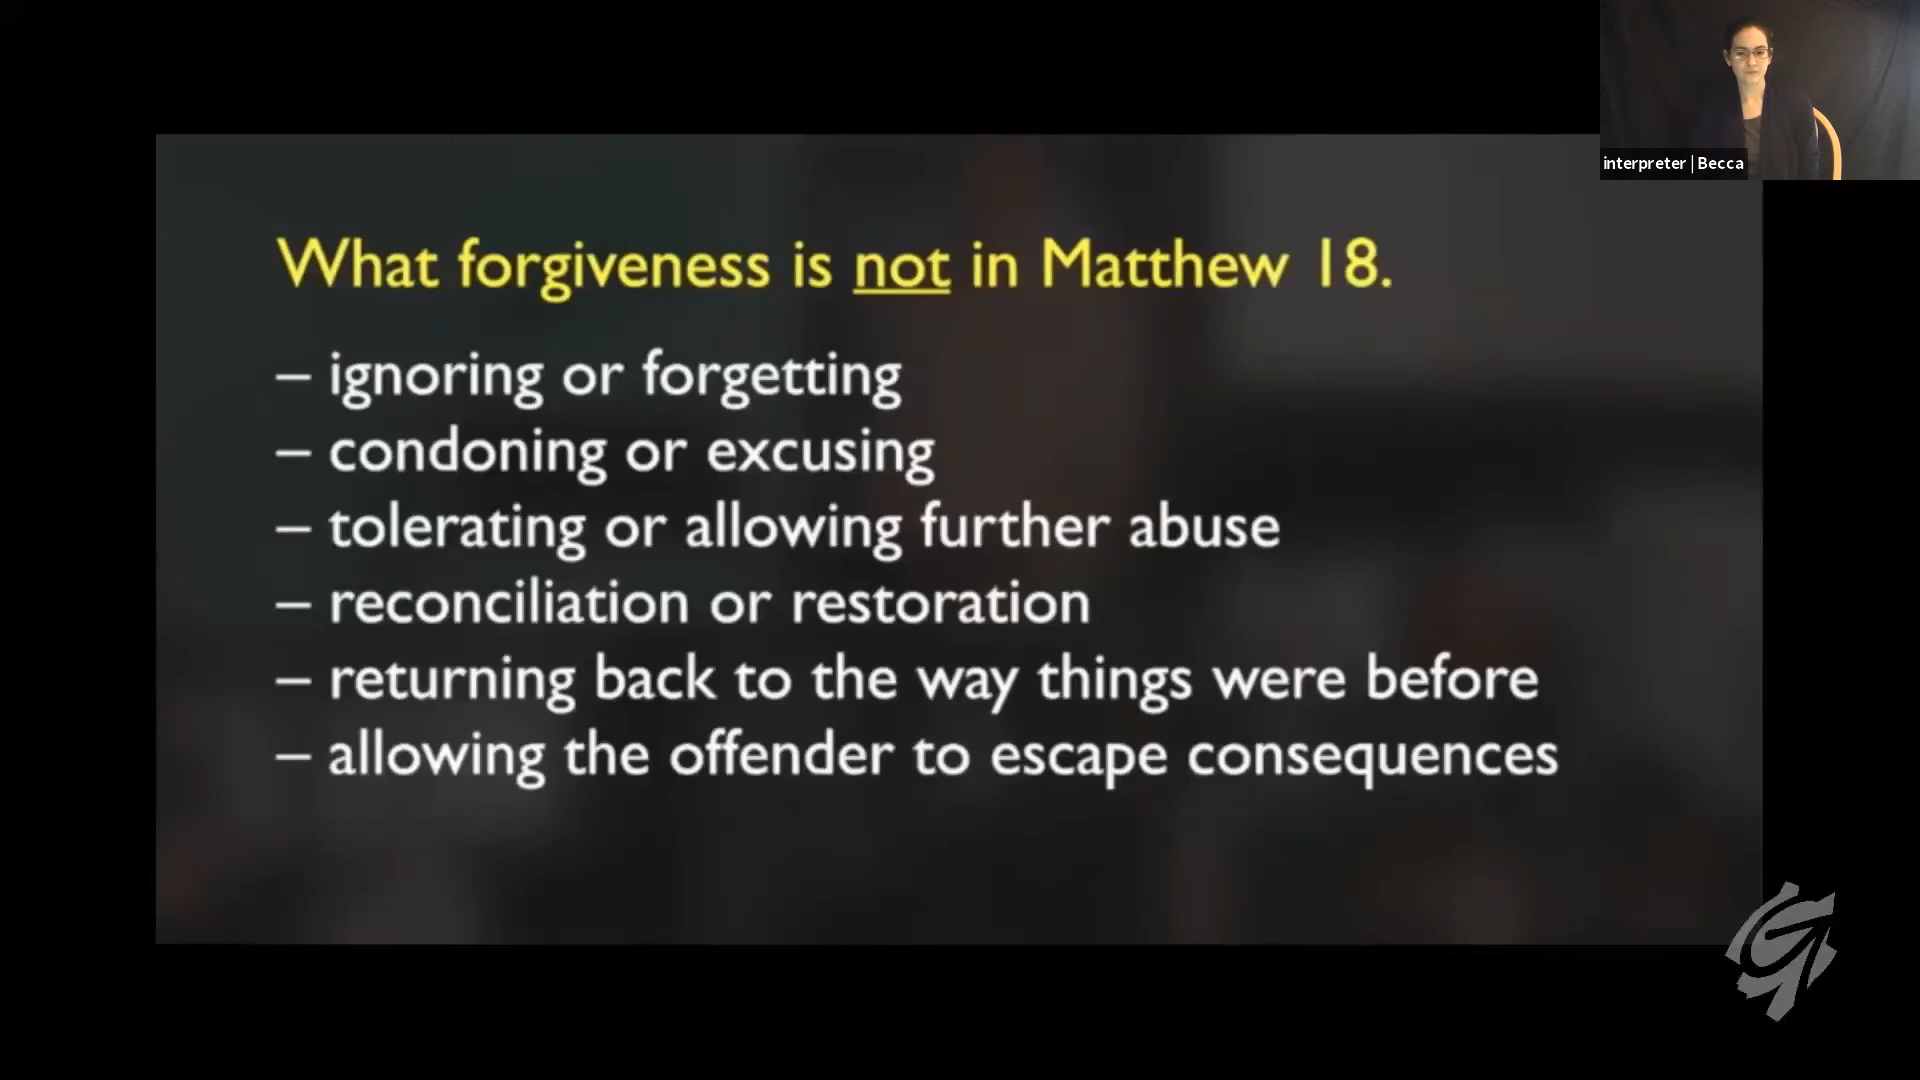 interpreter | Becca
What forgiveness is not in Matthew 18.
– ignoring or forgetting
– condoning or excusing
– tolerating or allowing further abuse
– reconciliation or restoration
– returning back to the way things were before
– allowing the offender to escape consequences